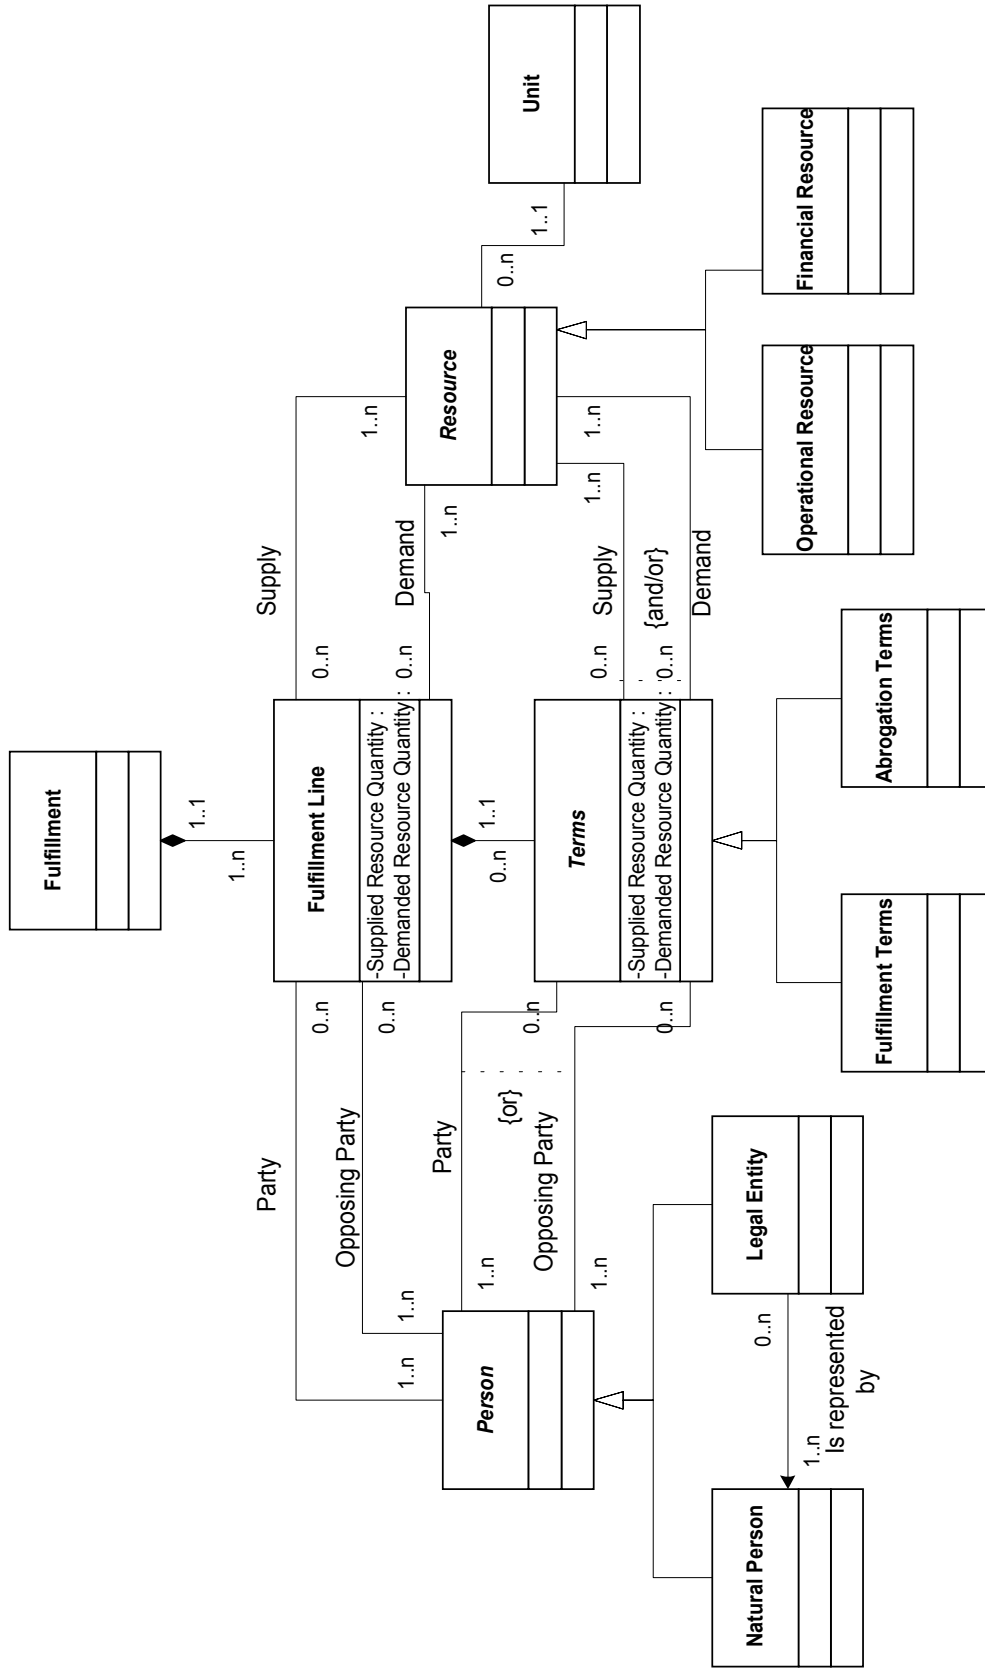 Fulfillment
1..1
1..n
Party
Supply
0..n
0..n
Fulfillment Line
-Supplied Resource Quantity :
-Demanded Resource Quantity :
1..n
1..n
Opposing Party
0..n
0..n
Demand
1..n
1..n
Person
Resource
0..n
1..1
Unit
1..1
0..n
Party
{or}
Opposing Party
1..n
1..n
0..n
0..n
Terms
-Supplied Resource Quantity :
-Demanded Resource Quantity :
0..n
0..n
Supply
{and/or}
Demand
1..n
1..n
Natural Person
1..n
Is represented
by
0..n
Legal Entity
Fulfillment Terms
Abrogation Terms
Operational Resource
Financial Resource